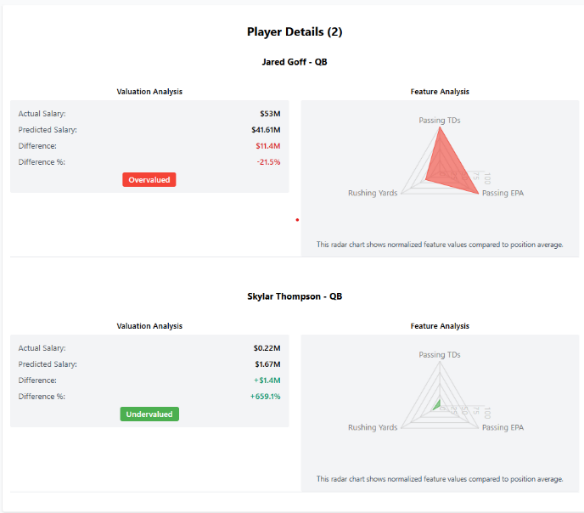 Player Details (2)
Jared Goff - QB
Valuation Analysis
Actual Salary: $53M
Predicted Salary: $41.61M
Difference: $11.4M
Difference %: -21.5%
Overvalued
Feature Analysis
Passing TDs
100
Rushing Yards
Passing EPA
This radar chart shows normalized feature values compared to position average.
Skylar Thompson - QB
Valuation Analysis
Actual Salary: $0.22M
Predicted Salary: $1.67M
Difference: +$1.4M
Difference %: +659.1%
Undervalued
Feature Analysis
Passing TDs
100
Rushing Yards
Passing EPA
This radar chart shows normalized feature values compared to position average.